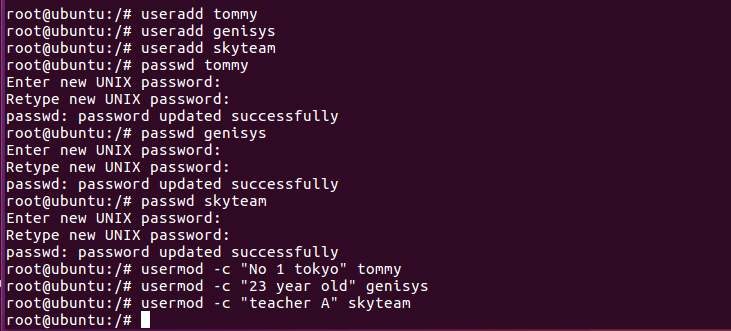 root@ubuntu:/# useradd tommy
root@ubuntu:/# useradd genisys
root@ubuntu:/# useradd skyteam
root@ubuntu:/# passwd tommy
Enter new UNIX password:
Retype new UNIX password:
passwd: password updated successfully
root@ubuntu:/# passwd genisys
Enter new UNIX password:
Retype new UNIX password:
passwd: password updated successfully
root@ubuntu:/# passwd skyteam
Enter new UNIX password:
Retype new UNIX password:
passwd: password updated successfully
root@ubuntu:/# usermod -c "No 1 tokyo" tommy
root@ubuntu:/# usermod -c "23 year old" genisys
root@ubuntu:/# usermod -c "teacher A" skyteam
root@ubuntu:/#